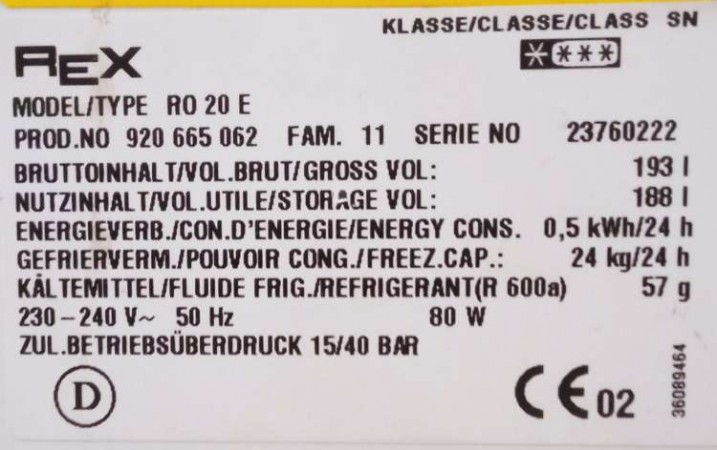 KLASSE/CLASSE/CLASS SN
REX
MODEL/TYPE RO 20 E
PROD.NO 920 665 062 FAM. 11 SERIE NO 23760222
BRUTTOINHALT/VOL.BRUT/GROSS VOL: 193 l
NUTZINHALT/VOL.UTILE/STORAGE VOL: 188 l
ENERGIEVERB./CON.D'ENERGIE/ENERGY CONS. 0,5 kWh/24 h
GEFRIERVERM./POUVOIR CONG./FREEZ.CAP.: 24 kg/24 h
KÄLTEMITTEL/FLUIDE FRIG./REFRIGERANT(R 600a) 57 g
230–240 V~ 50 Hz 80 W
ZUL.BETRIEBSÜBERDRUCK 15/40 BAR
D
CE 02
36089464